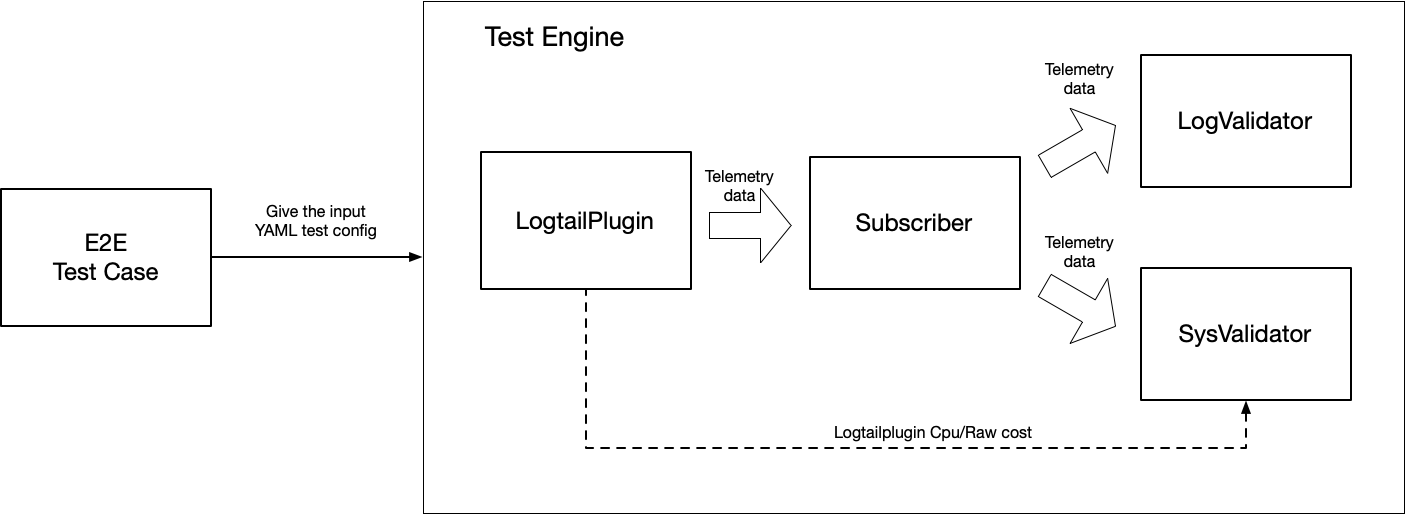 Test Engine
E2E
Test Case
Give the input
YAML test config
LogtailPlugin
Telemetry
data
Subscriber
Telemetry
data
LogValidator
Telemetry
data
SysValidator
Logtailplugin Cpu/Raw cost